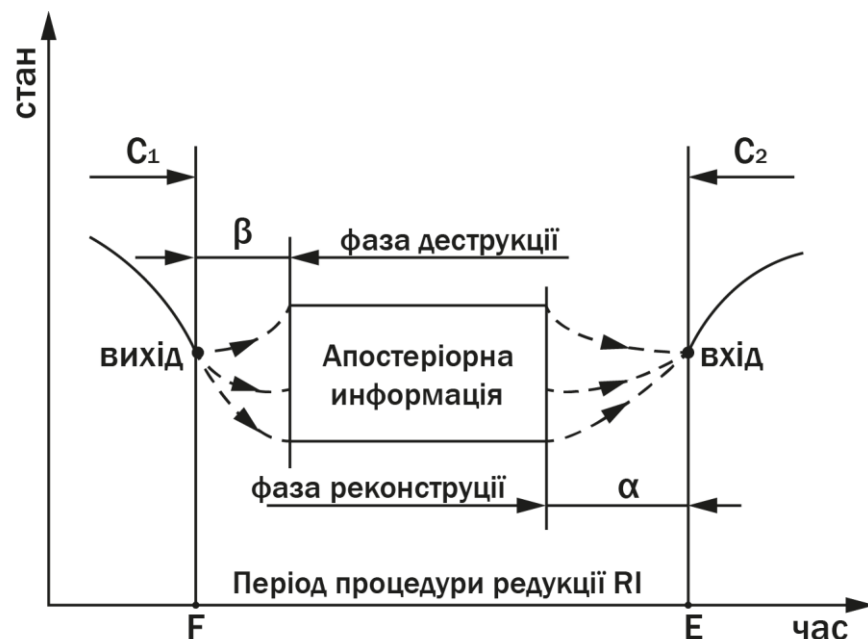 стан
C₁
C₂
β
фаза деструкції
вихід
Апостеріорна
информація
вхід
фаза реконструції
α
Період процедури редукції RI
F
E
час